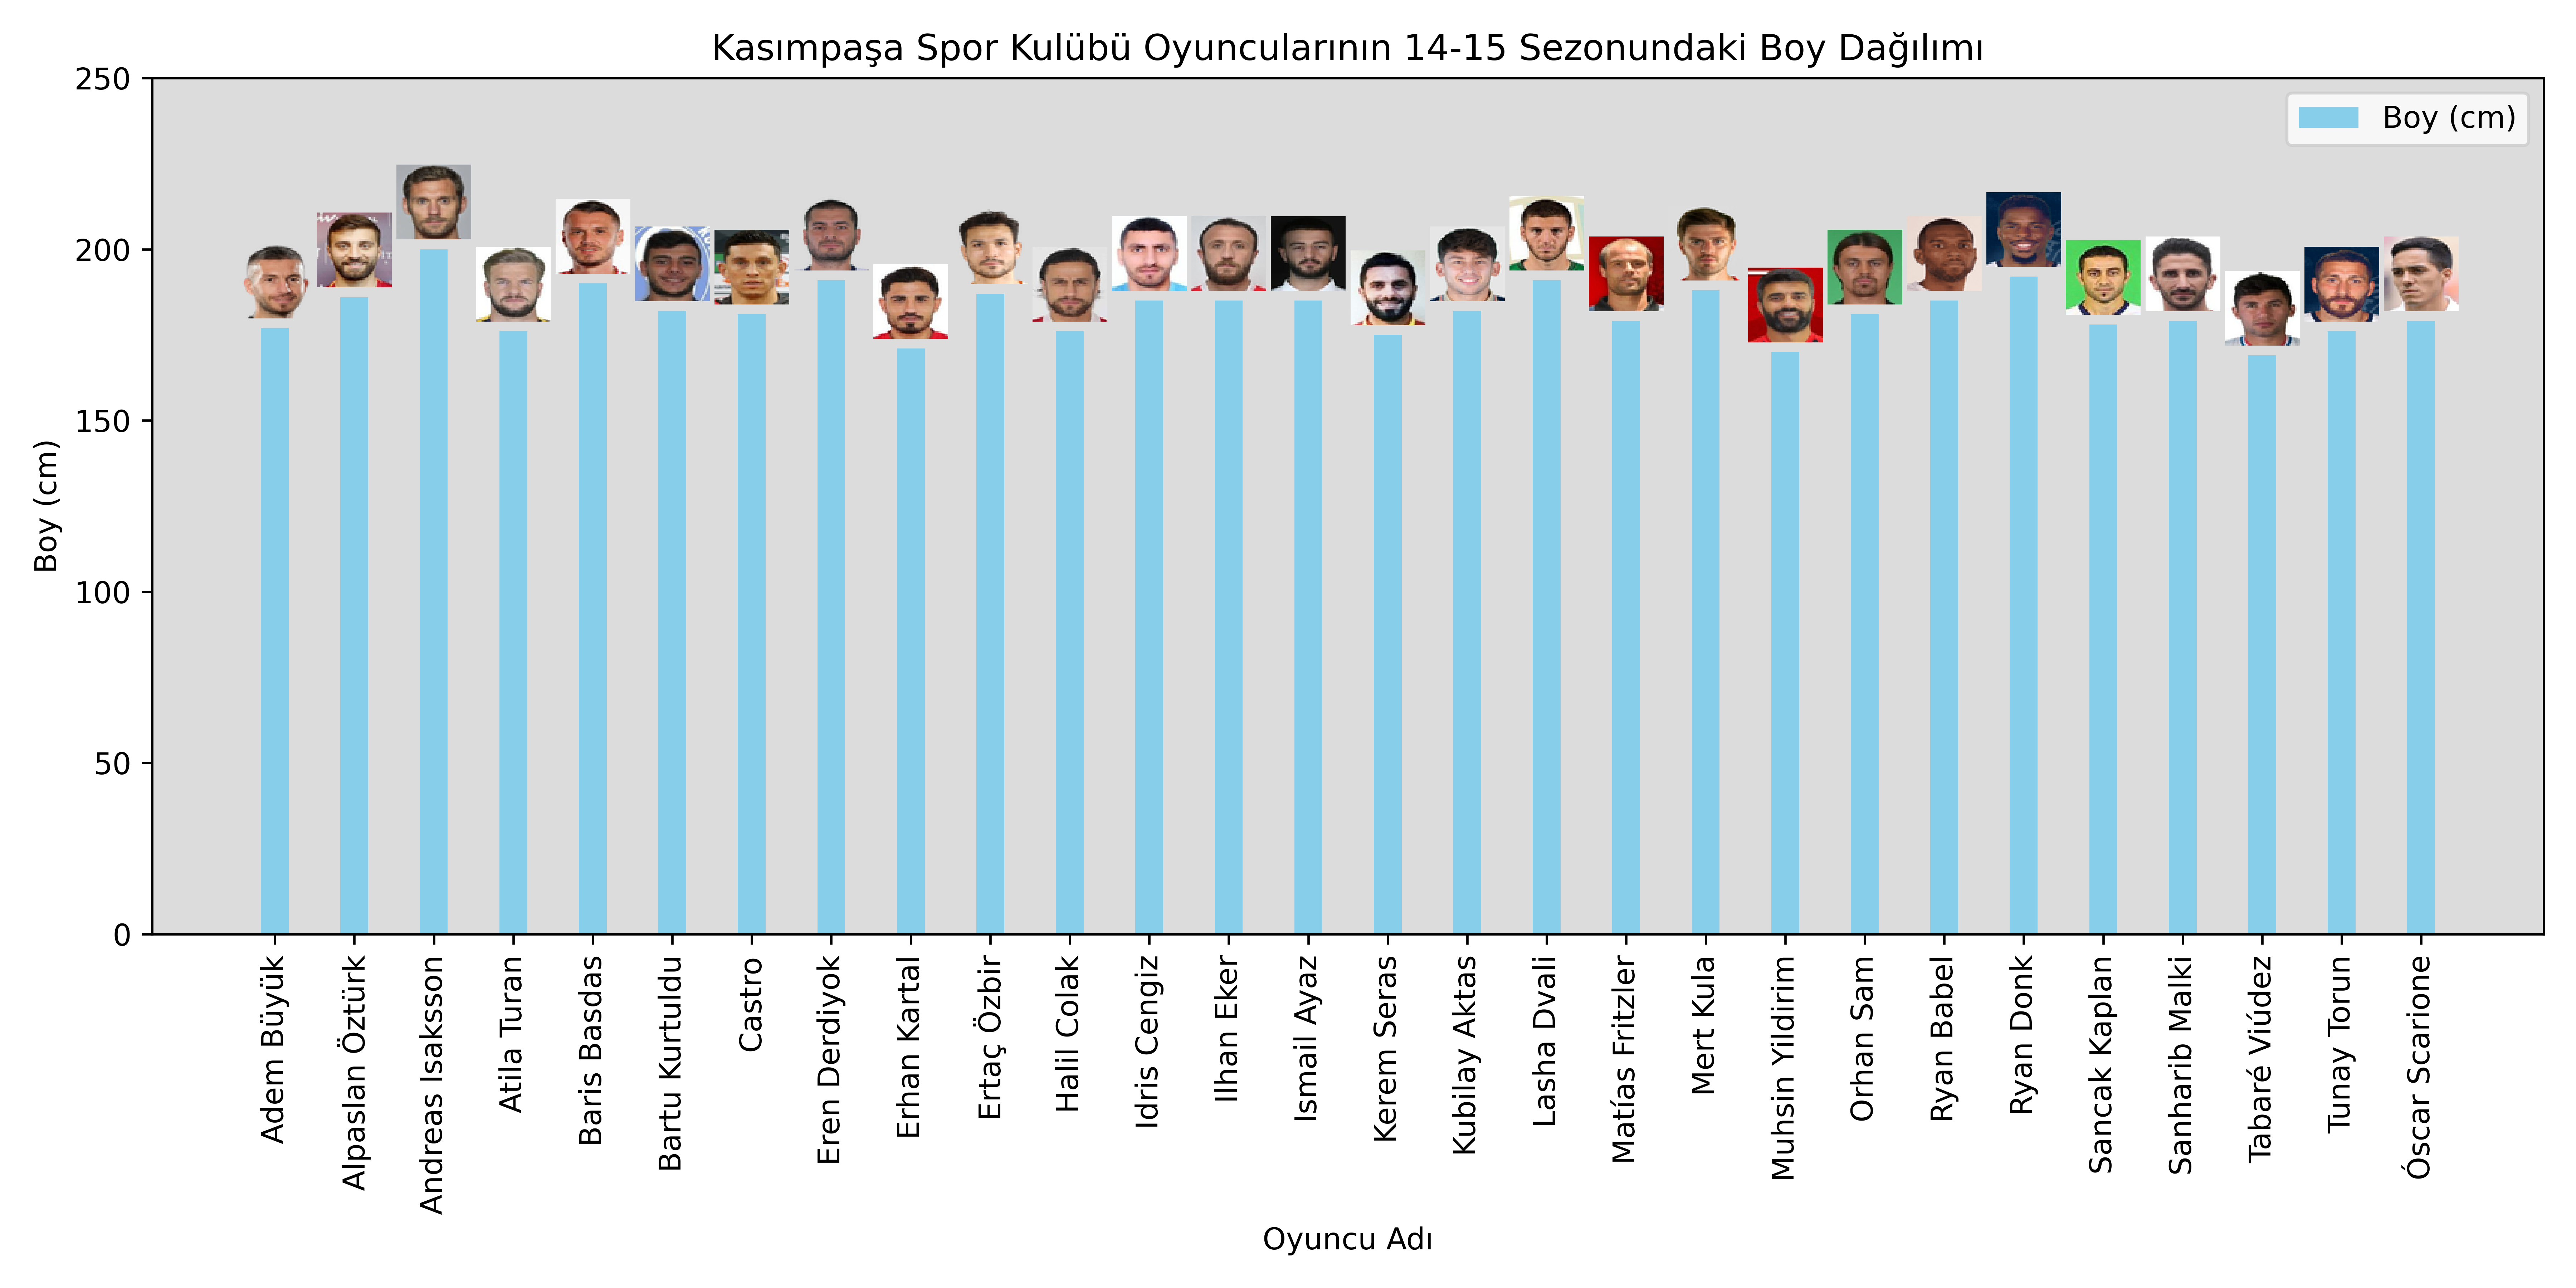 Kasımpaşa Spor Kulübü Oyuncularının 14-15 Sezonundaki Boy Dağılımı
Boy (cm)
250
200
150
100
50
0
Boy (cm)
Adem Büyük
Alpaslan Öztürk
Andreas Isaksson
Atila Turan
Baris Basdas
Bartu Kurtuldu
Castro
Eren Derdiyok
Erhan Kartal
Ertaç Özbir
Halil Colak
Idris Cengiz
Ilhan Eker
Ismail Ayaz
Kerem Seras
Kubilay Aktas
Lasha Dvali
Matías Fritzler
Mert Kula
Muhsin Yildirim
Orhan Sam
Ryan Babel
Ryan Donk
Sancak Kaplan
Sanharib Malki
Tabaré Viúdez
Tunay Torun
Óscar Scarione
Oyuncu Adı